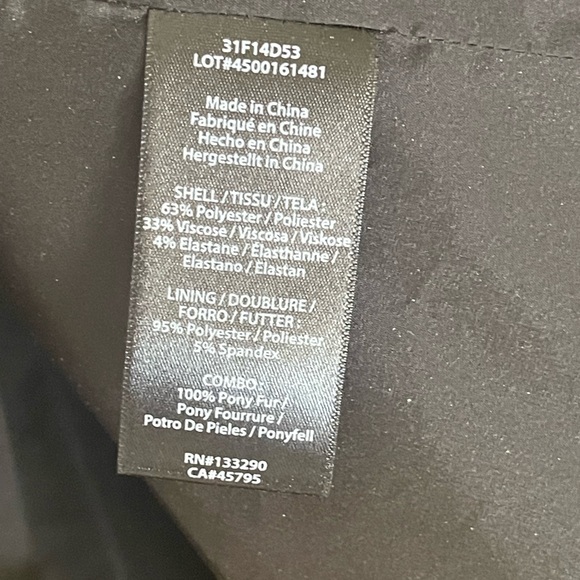 31F14D53
LOT#4500161481
Made in China
Fabriqué en Chine
Hecho en China
Hergestellt in China
SHELL / TISSU / TELA :
63% Polyester / Poliester
33% Viscose / Viscosa / Viskose
4% Elastane / Élasthanne /
Elastano / Elastan
LINING / DOUBLURE /
FORRO / FUTTER :
95% Polyester / Poliester
5% Spandex
COMBO :
100% Pony Fur /
Pony Fourrure /
Potro De Pieles / Ponyfell
RN#133290
CA#45795